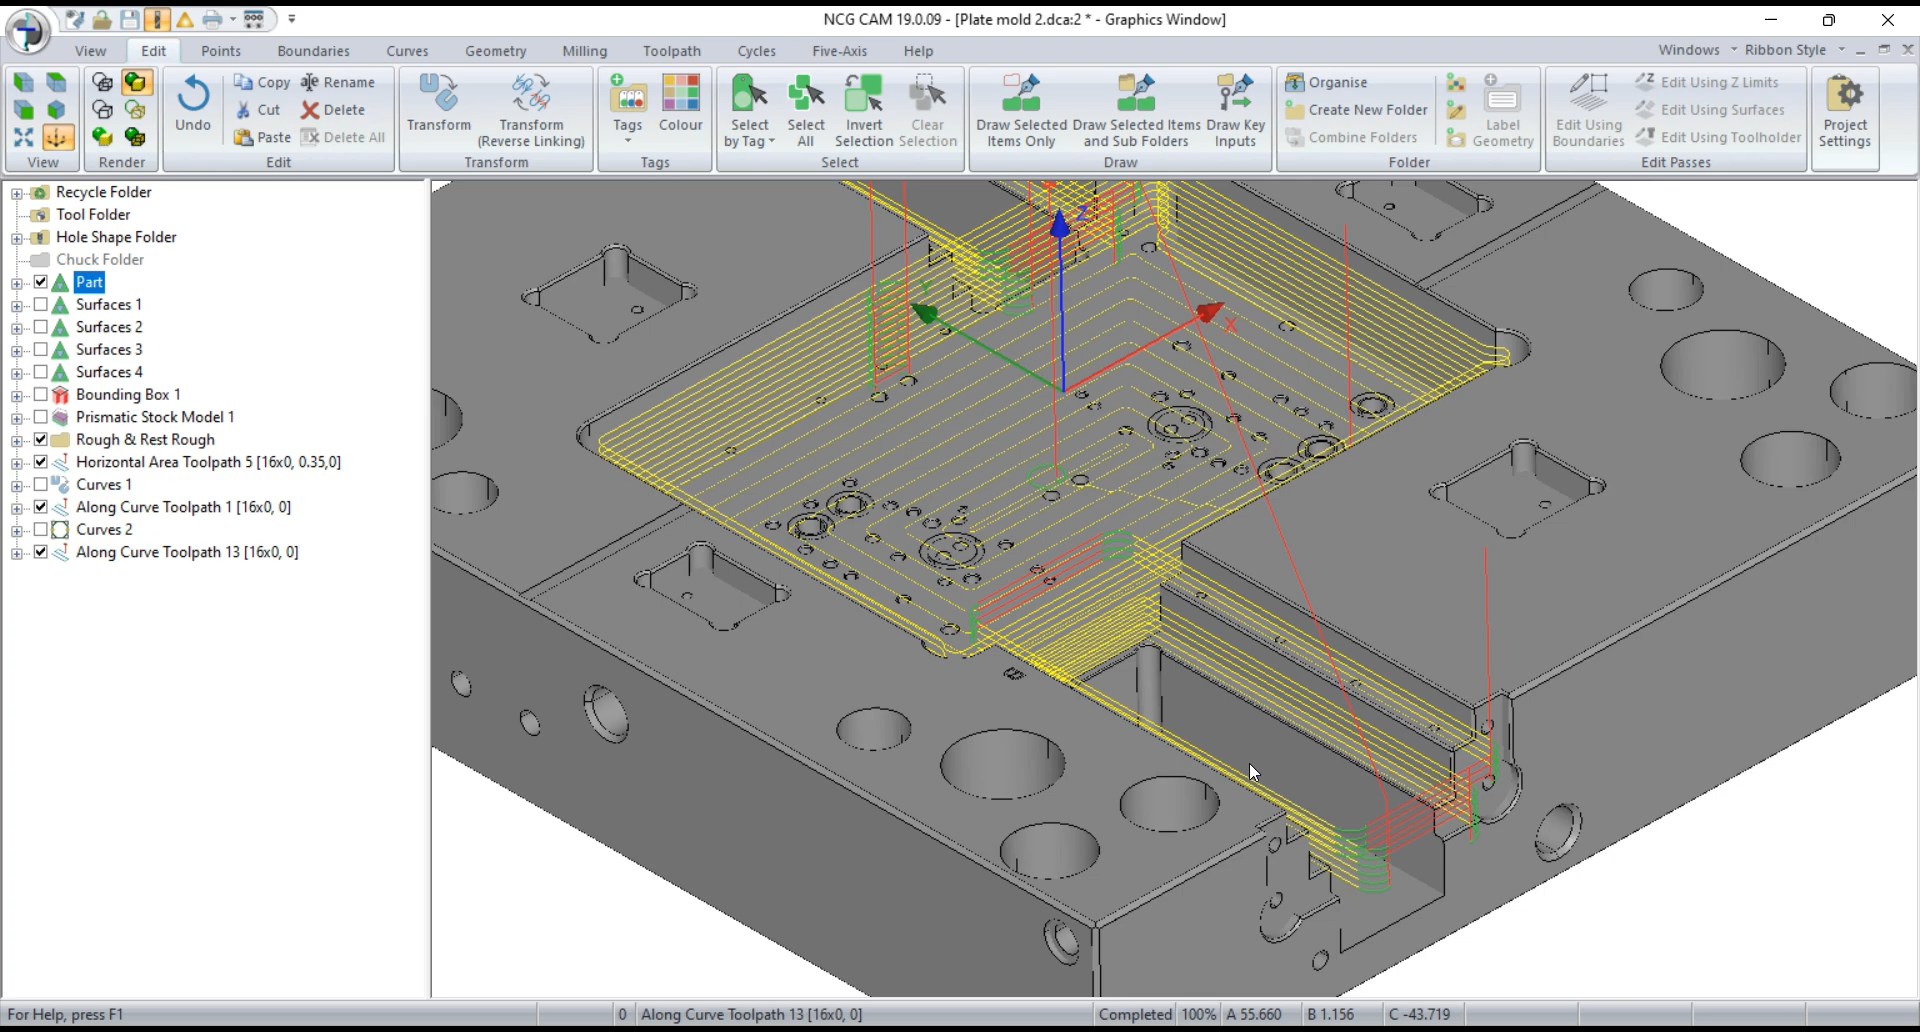 NCG CAM 19.0.09 - [Plate mold 2.dca:2 * - Graphics Window]
View Edit Points Boundaries Curves Geometry Milling Toolpath Cycles Five-Axis Help Windows Ribbon Style
Undo Copy Rename
Cut Delete
Paste Delete All
Transform Transform (Reverse Linking)
Tags Colour
Select by Tag Select All Invert Selection Clear Selection
Draw Selected Items Only Draw Selected Items and Sub Folders Draw Key Inputs
Organise
Create New Folder
Combine Folders
Label Geometry
Edit Using Boundaries
Edit Using Z Limits
Edit Using Surfaces
Edit Using Toolholder
Project Settings
View Render Edit Transform Tags Select Draw Folder Edit Passes
Recycle Folder
Tool Folder
Hole Shape Folder
Chuck Folder
Part
Surfaces 1
Surfaces 2
Surfaces 3
Surfaces 4
Bounding Box 1
Prismatic Stock Model 1
Rough & Rest Rough
Horizontal Area Toolpath 5 [16x0, 0.35,0]
Curves 1
Along Curve Toolpath 1 [16x0, 0]
Curves 2
Along Curve Toolpath 13 [16x0, 0]
Z
Y
X
For Help, press F1 0 Along Curve Toolpath 13 [16x0, 0] Completed 100% A 55.660 B 1.156 C -43.719